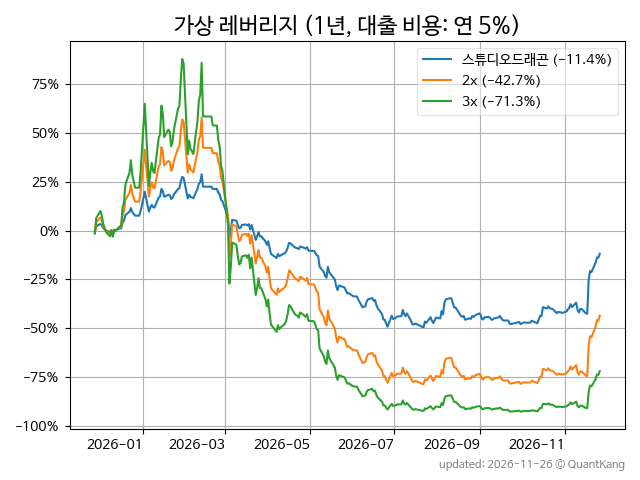 가상 레버리지 (1년, 대출 비용: 연 5%)
스튜디오드래곤 (−11.4%)
2x (−42.7%)
3x (−71.3%)
75%
50%
25%
0%
−25%
−50%
−75%
−100%
2026-01 2026-03 2026-05 2026-07 2026-09 2026-11
updated: 2026-11-26 © QuantKang